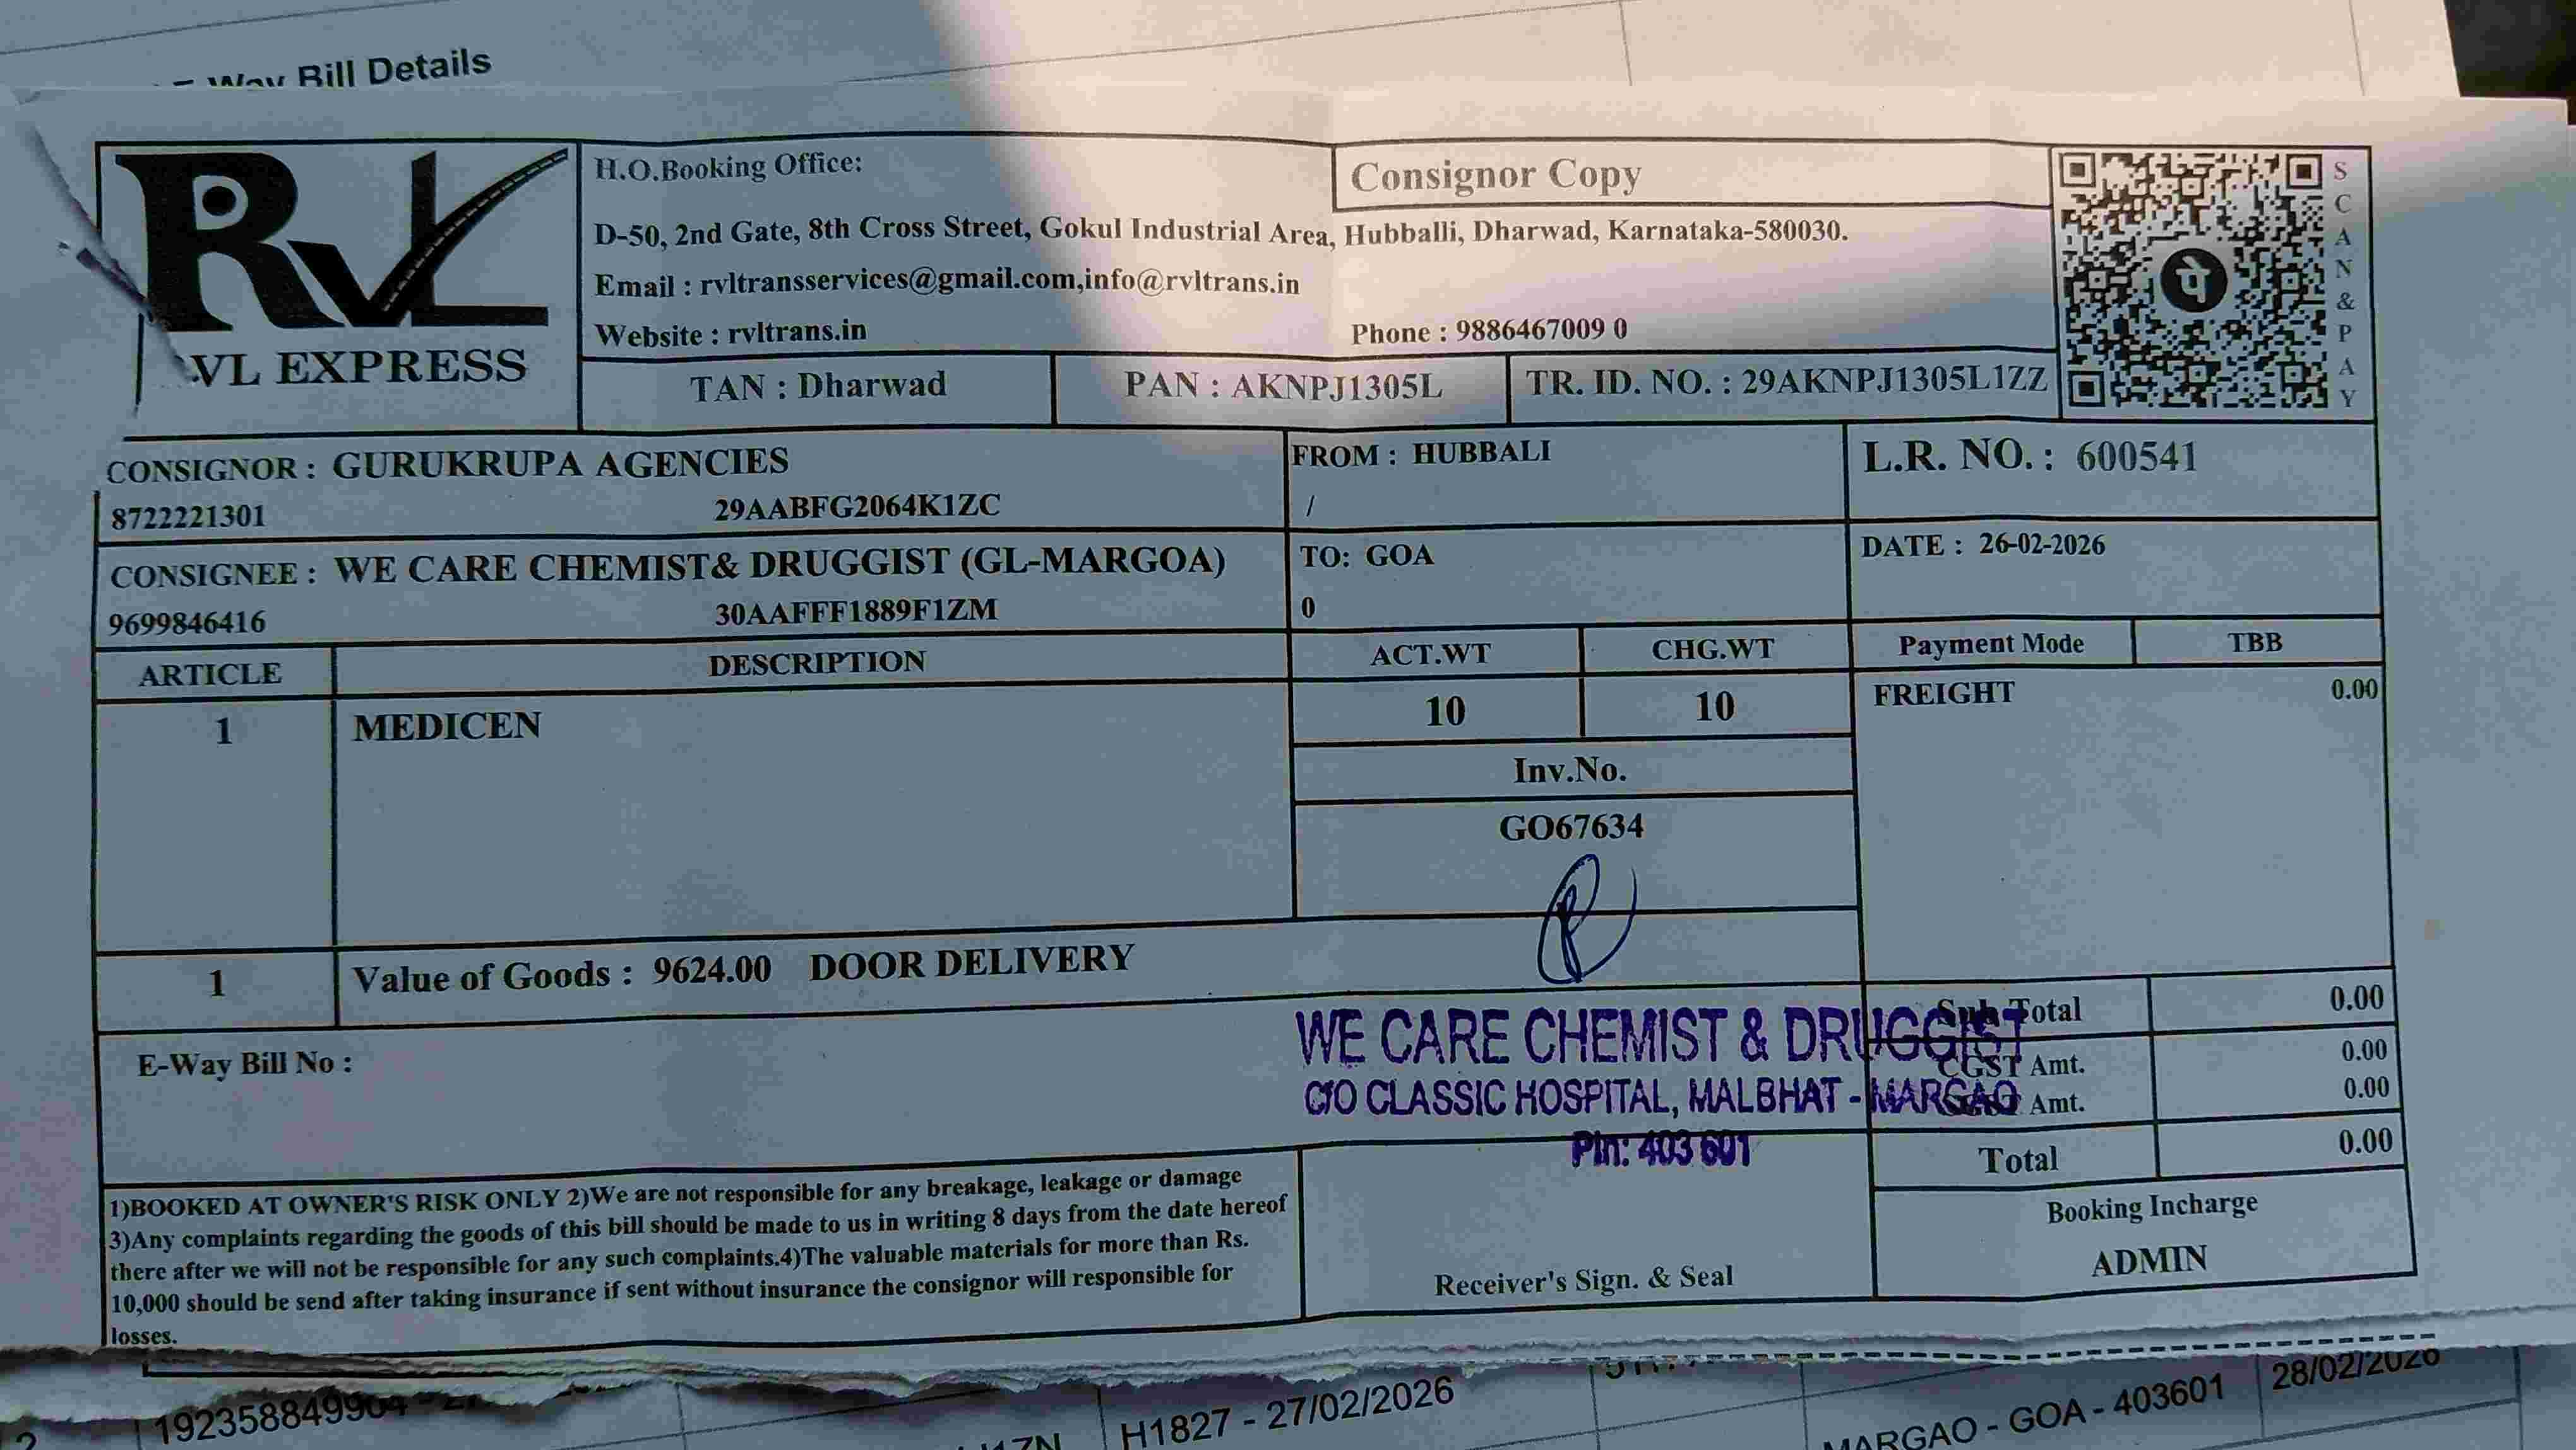 Way Bill Details
RVL
VL EXPRESS
H.O.Booking Office:
Consignor Copy
D-50, 2nd Gate, 8th Cross Street, Gokul Industrial Area, Hubballi, Dharwad, Karnataka-580030.
Email : rvltransservices@gmail.com,info@rvltrans.in
Website : rvltrans.in
Phone : 9886467009 0
SCAN & PAY
पे
TAN : Dharwad
PAN : AKNPJ1305L
TR. ID. NO. : 29AKNPJ1305L1ZZ
CONSIGNOR : GURUKRUPA AGENCIES
8722221301 29AABFG2064K1ZC
FROM : HUBBALI
/
L.R. NO. : 600541
CONSIGNEE : WE CARE CHEMIST& DRUGGIST (GL-MARGOA)
9699846416 30AAFFF1889F1ZM
TO: GOA
0
DATE : 26-02-2026
ARTICLE DESCRIPTION ACT.WT CHG.WT Payment Mode TBB
1 MEDICEN 10 10 FREIGHT 0.00
Inv.No.
GO67634
1 Value of Goods : 9624.00 DOOR DELIVERY
E-Way Bill No :
WE CARE CHEMIST & DRUGGIST
C/O CLASSIC HOSPITAL, MALBHAT - MARGAO
Pin: 403 601
Sub Total 0.00
CGST Amt. 0.00
Amt. 0.00
Total 0.00
1)BOOKED AT OWNER'S RISK ONLY 2)We are not responsible for any breakage, leakage or damage
3)Any complaints regarding the goods of this bill should be made to us in writing 8 days from the date hereof
there after we will not be responsible for any such complaints.4)The valuable materials for more than Rs.
10,000 should be send after taking insurance if sent without insurance the consignor will responsible for
losses.
Receiver's Sign. & Seal
Booking Incharge
ADMIN
H1827 - 27/02/2026
MARGAO - GOA - 403601
28/02/2026